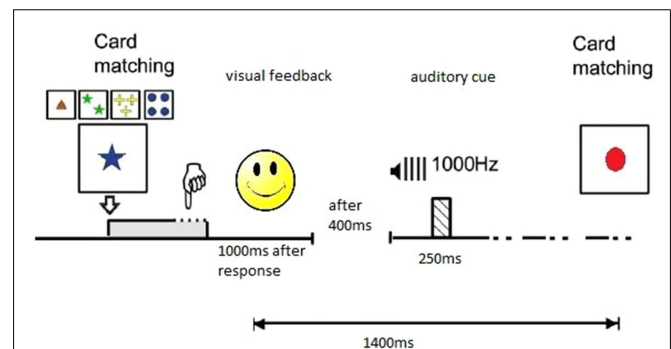 Card
matching
visual feedback
auditory cue
Card
matching
1000Hz
after
400ms
1000ms after
response
250ms
1400ms